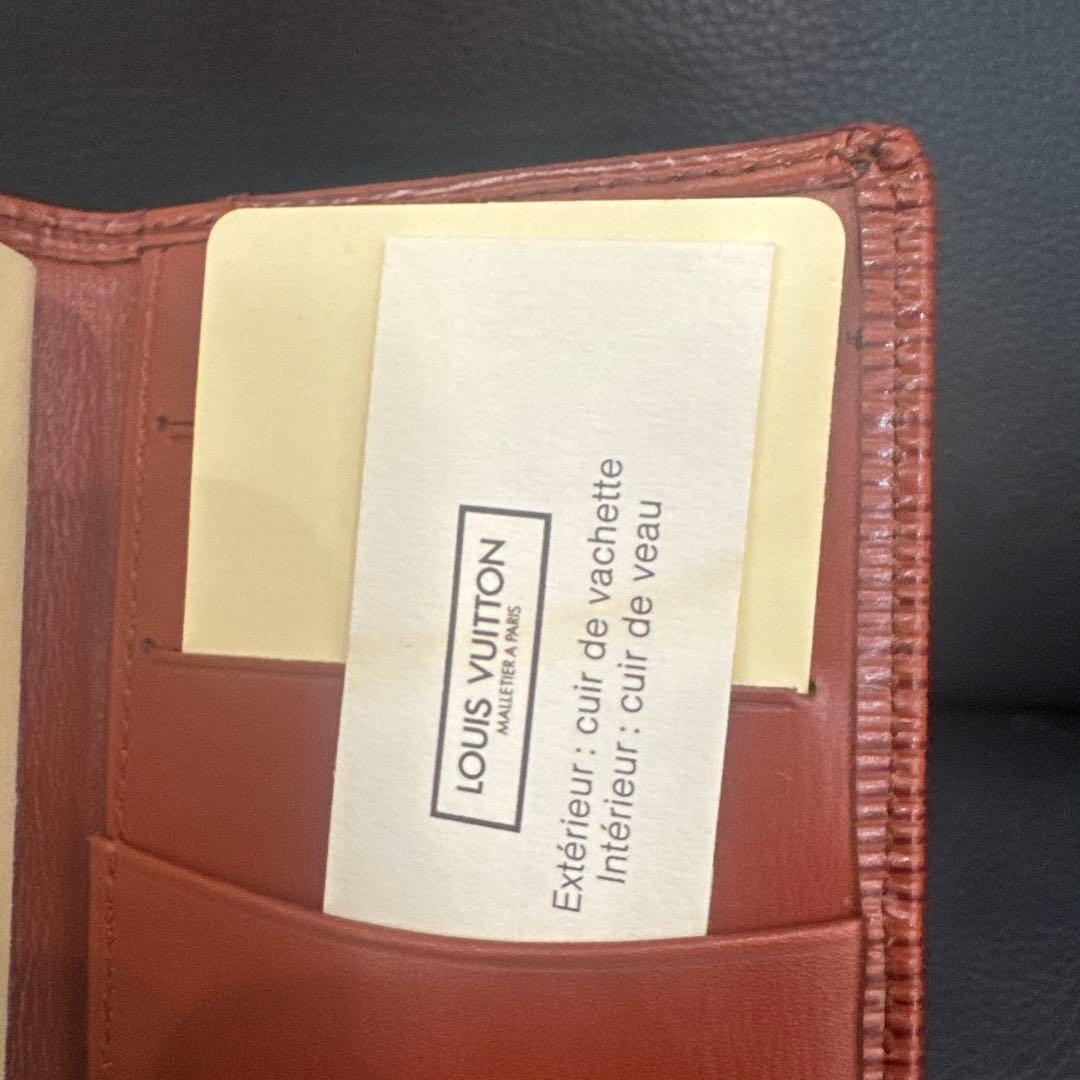 LOUIS VUITTON
MALLETIER A PARIS
Extérieur : cuir de vachette
Intérieur : cuir de veau